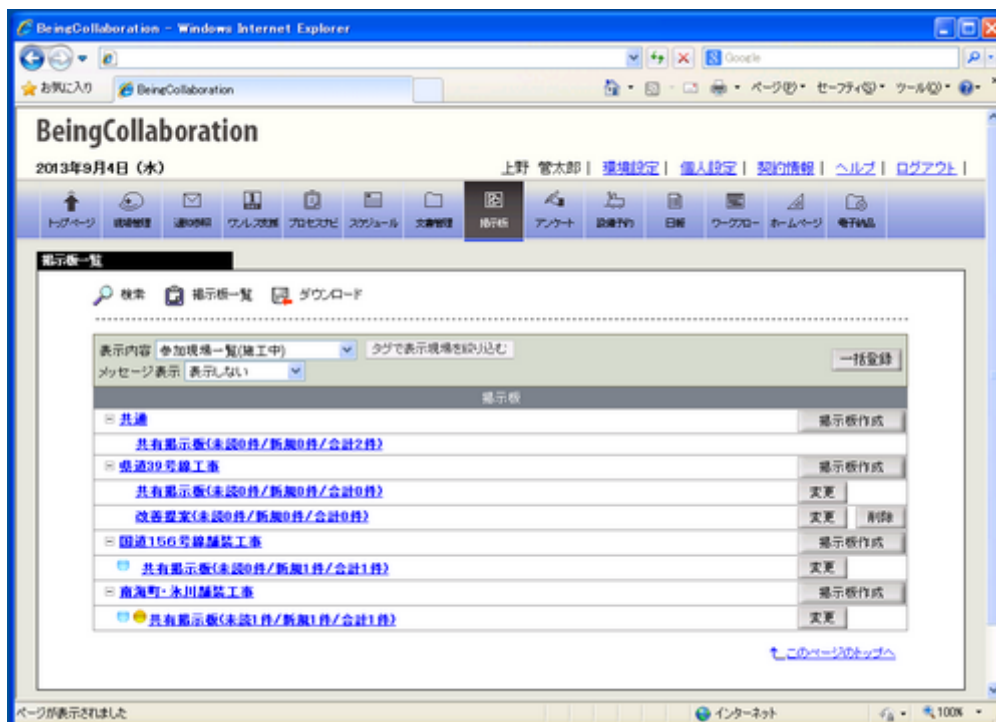 BeingCollaboration - Windows Internet Explorer
Google
お気に入り BeingCollaboration ページ(P) セーフティ(S) ツール(O)
BeingCollaboration
2013年9月4日（水） 上野 管太郎| 環境設定| 個人設定| 契約情報| ヘルプ| ログアウト|
トップページ 現場管理 通知情報 ワンデーレスポンス プロセスナビ スケジュール 文書管理 掲示板 アンケート 設備予約 日報 ワークフロー ホームページ 電子納品
掲示板一覧
検索 掲示板一覧 ダウンロード
表示内容 参加現場一覧(施工中) タグで表示現場を絞り込む
一括登録
メッセージ表示 表示しない
掲示板
共通 掲示板作成
共有掲示板(未読0件/新規0件/合計2件)
県道39号線工事 掲示板作成
共有掲示板(未読0件/新規0件/合計0件) 変更
改善提案(未読0件/新規0件/合計0件) 変更 削除
国道156号線舗装工事 掲示板作成
共有掲示板(未読0件/新規1件/合計1件) 変更
南海町・氷川舗装工事 掲示板作成
共有掲示板(未読1件/新規1件/合計1件) 変更
このページのトップへ
ページが表示されました インターネット 100%